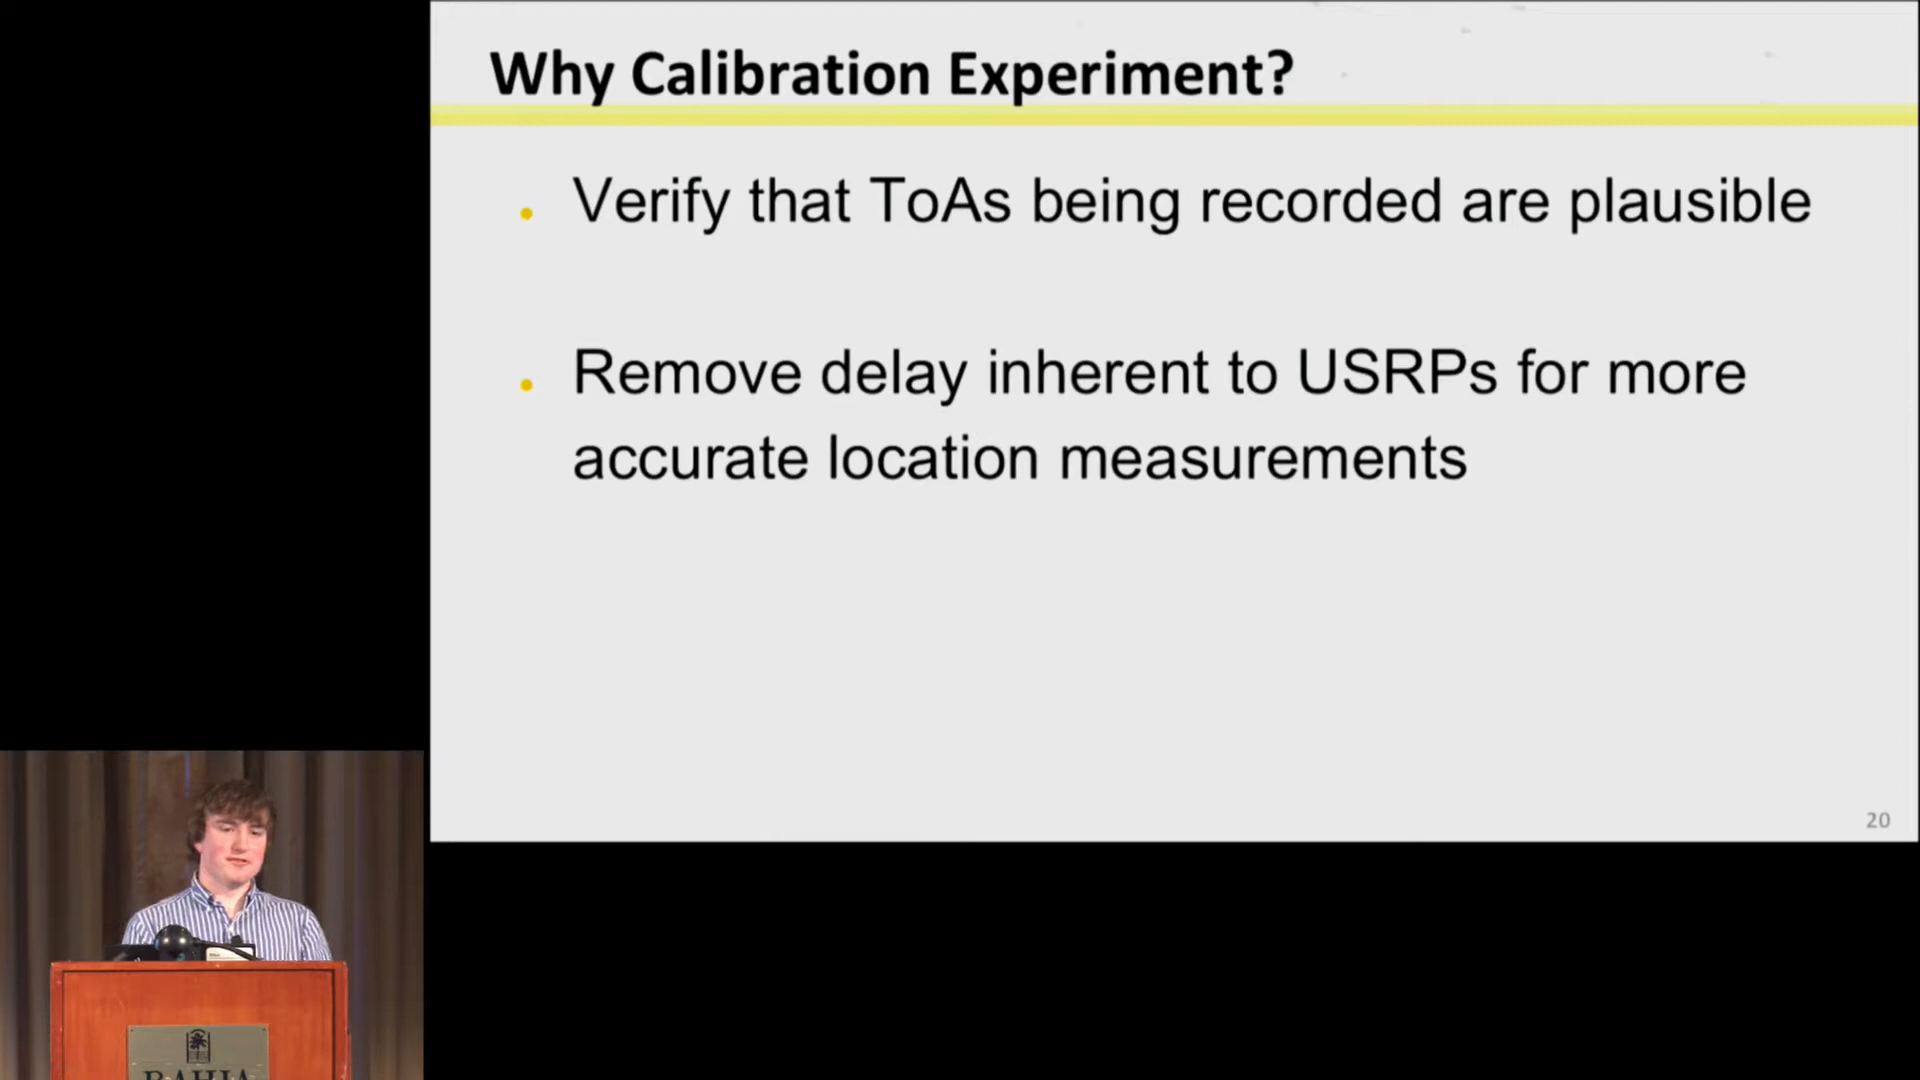 Why Calibration Experiment?
Verify that ToAs being recorded are plausible
Remove delay inherent to USRPs for more
accurate location measurements
20
BAHIA